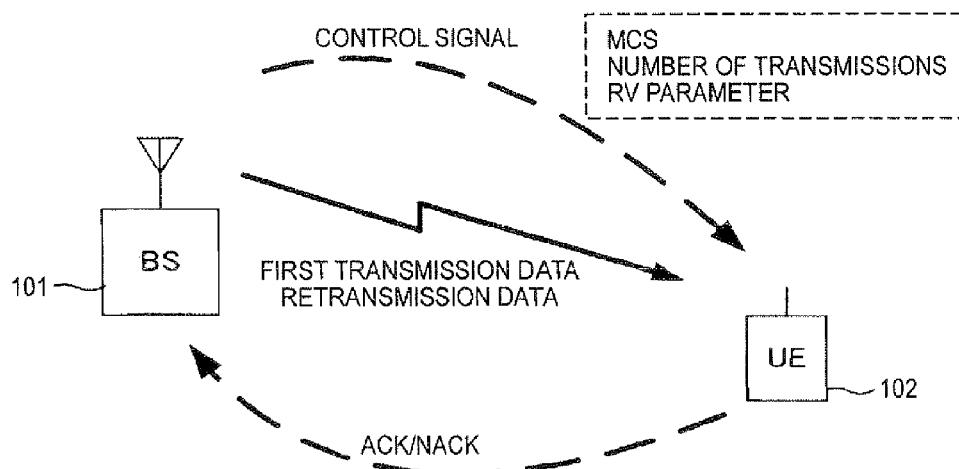 CONTROL SIGNAL
MCS
NUMBER OF TRANSMISSIONS
RV PARAMETER
BS
101
FIRST TRANSMISSION DATA
RETRANSMISSION DATA
UE
102
ACK/NACK